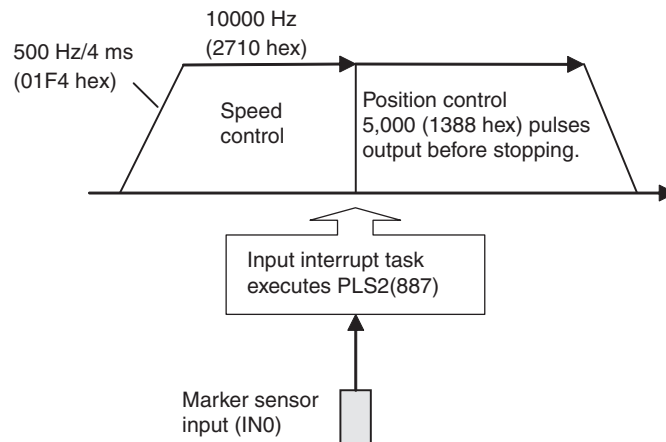 10000 Hz
(2710 hex)
500 Hz/4 ms
(01F4 hex)
Speed
control
Position control
5,000 (1388 hex) pulses
output before stopping.
Input interrupt task
executes PLS2(887)
Marker sensor
input (IN0)